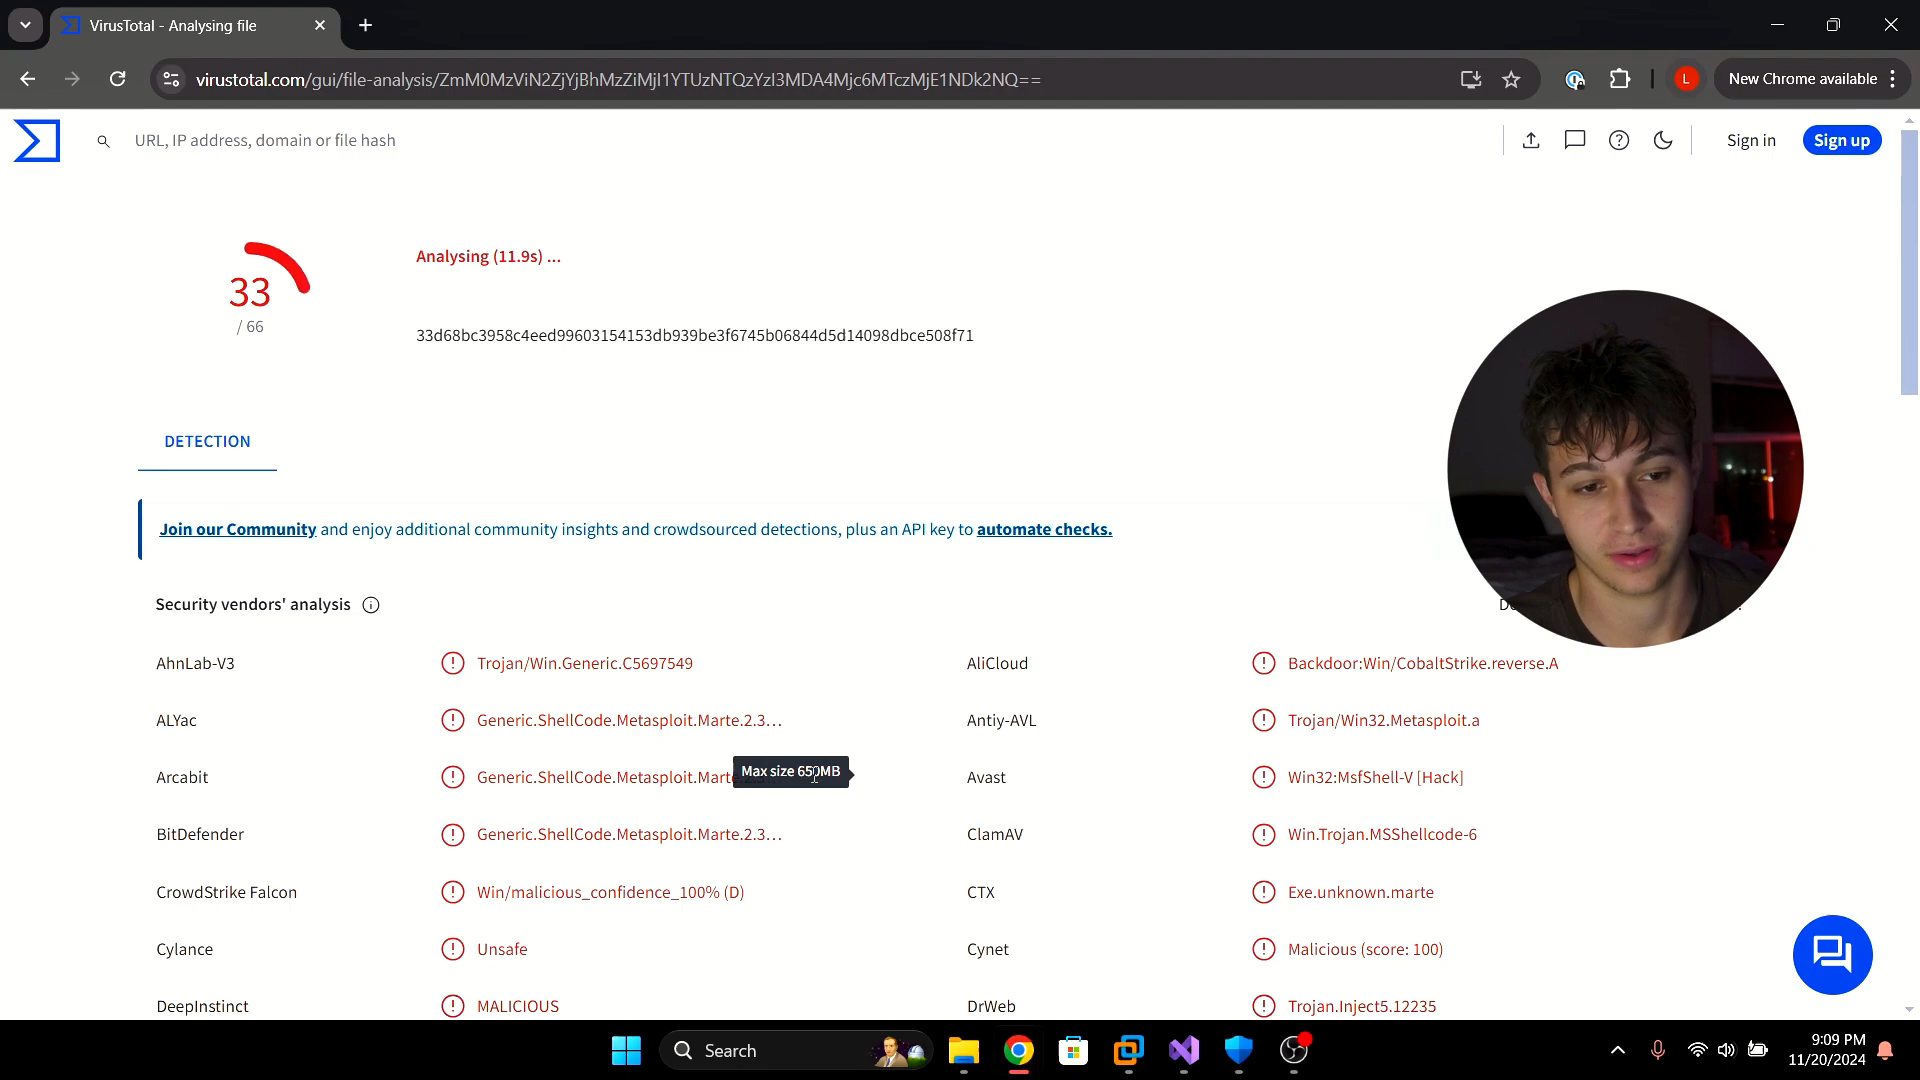 VirusTotal - Analysing file
virustotal.com/gui/file-analysis/ZmM0MzViN2ZjYjBhMzZiMjI1YTUzNTQzYzI3MDA4Mjc6MTczMjE1NDk2NQ==
L
New Chrome available
URL, IP address, domain or file hash
Sign in
Sign up
Analysing (11.9s) ...
33
/ 66
33d68bc3958c4eed99603154153db939be3f6745b06844d5d14098dbce508f71
DETECTION
Join our Community and enjoy additional community insights and crowdsourced detections, plus an API key to automate checks.
Security vendors' analysis
AhnLab-V3 Trojan/Win.Generic.C5697549 AliCloud Backdoor:Win/CobaltStrike.reverse.A
ALYac Generic.ShellCode.Metasploit.Marte.2.3... Antiy-AVL Trojan/Win32.Metasploit.a
Max size 650MB
Arcabit Generic.ShellCode.Metasploit.Marte Avast Win32:MsfShell-V [Hack]
BitDefender Generic.ShellCode.Metasploit.Marte.2.3... ClamAV Win.Trojan.MSShellcode-6
CrowdStrike Falcon Win/malicious_confidence_100% (D) CTX Exe.unknown.marte
Cylance Unsafe Cynet Malicious (score: 100)
DeepInstinct MALICIOUS DrWeb Trojan.Inject5.12235
Search
9:09 PM
11/20/2024